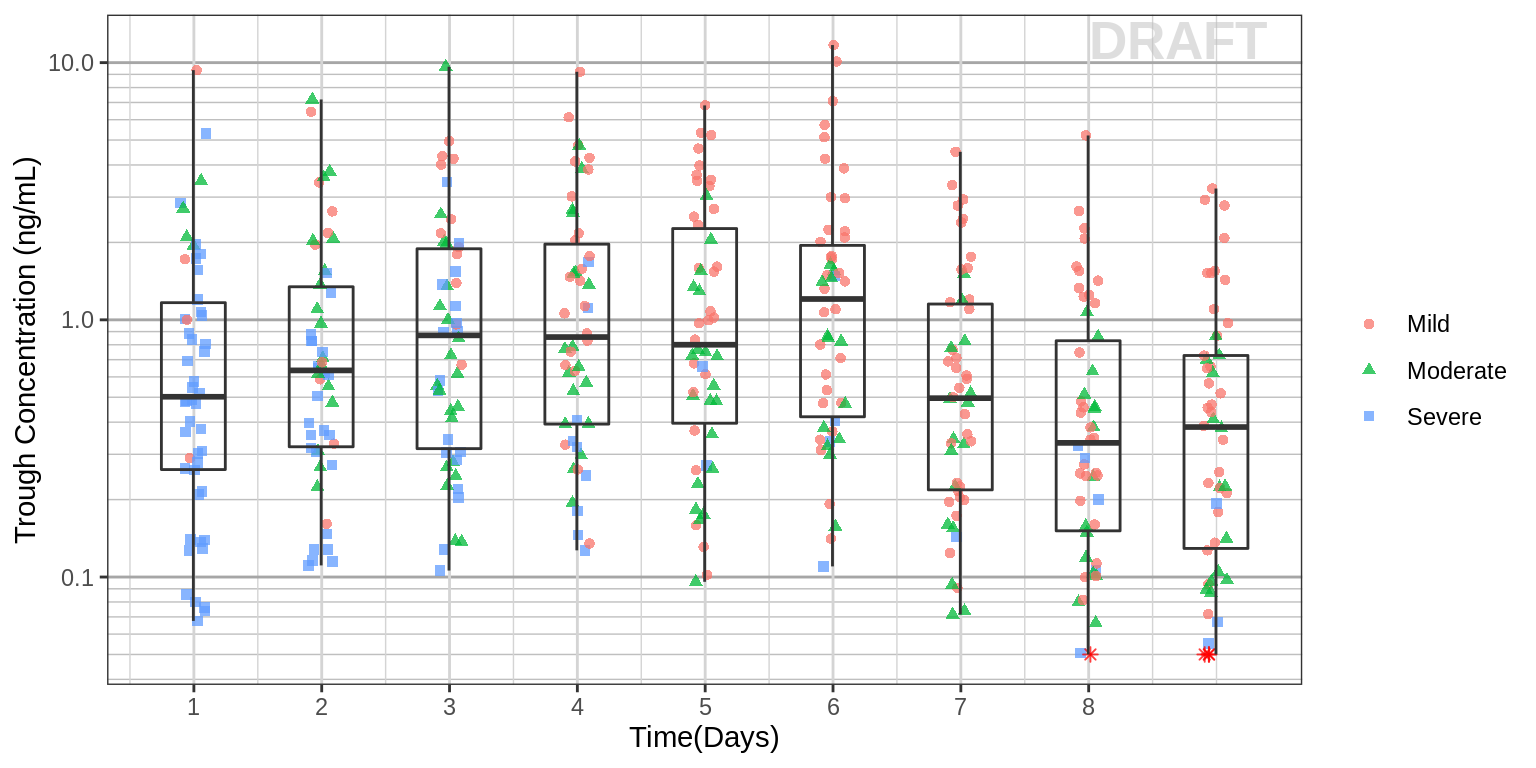 DRAFT
Trough Concentration (ng/mL)
10.0
1.0
0.1
1 2 3 4 5 6 7 8
Time(Days)
Mild
Moderate
Severe